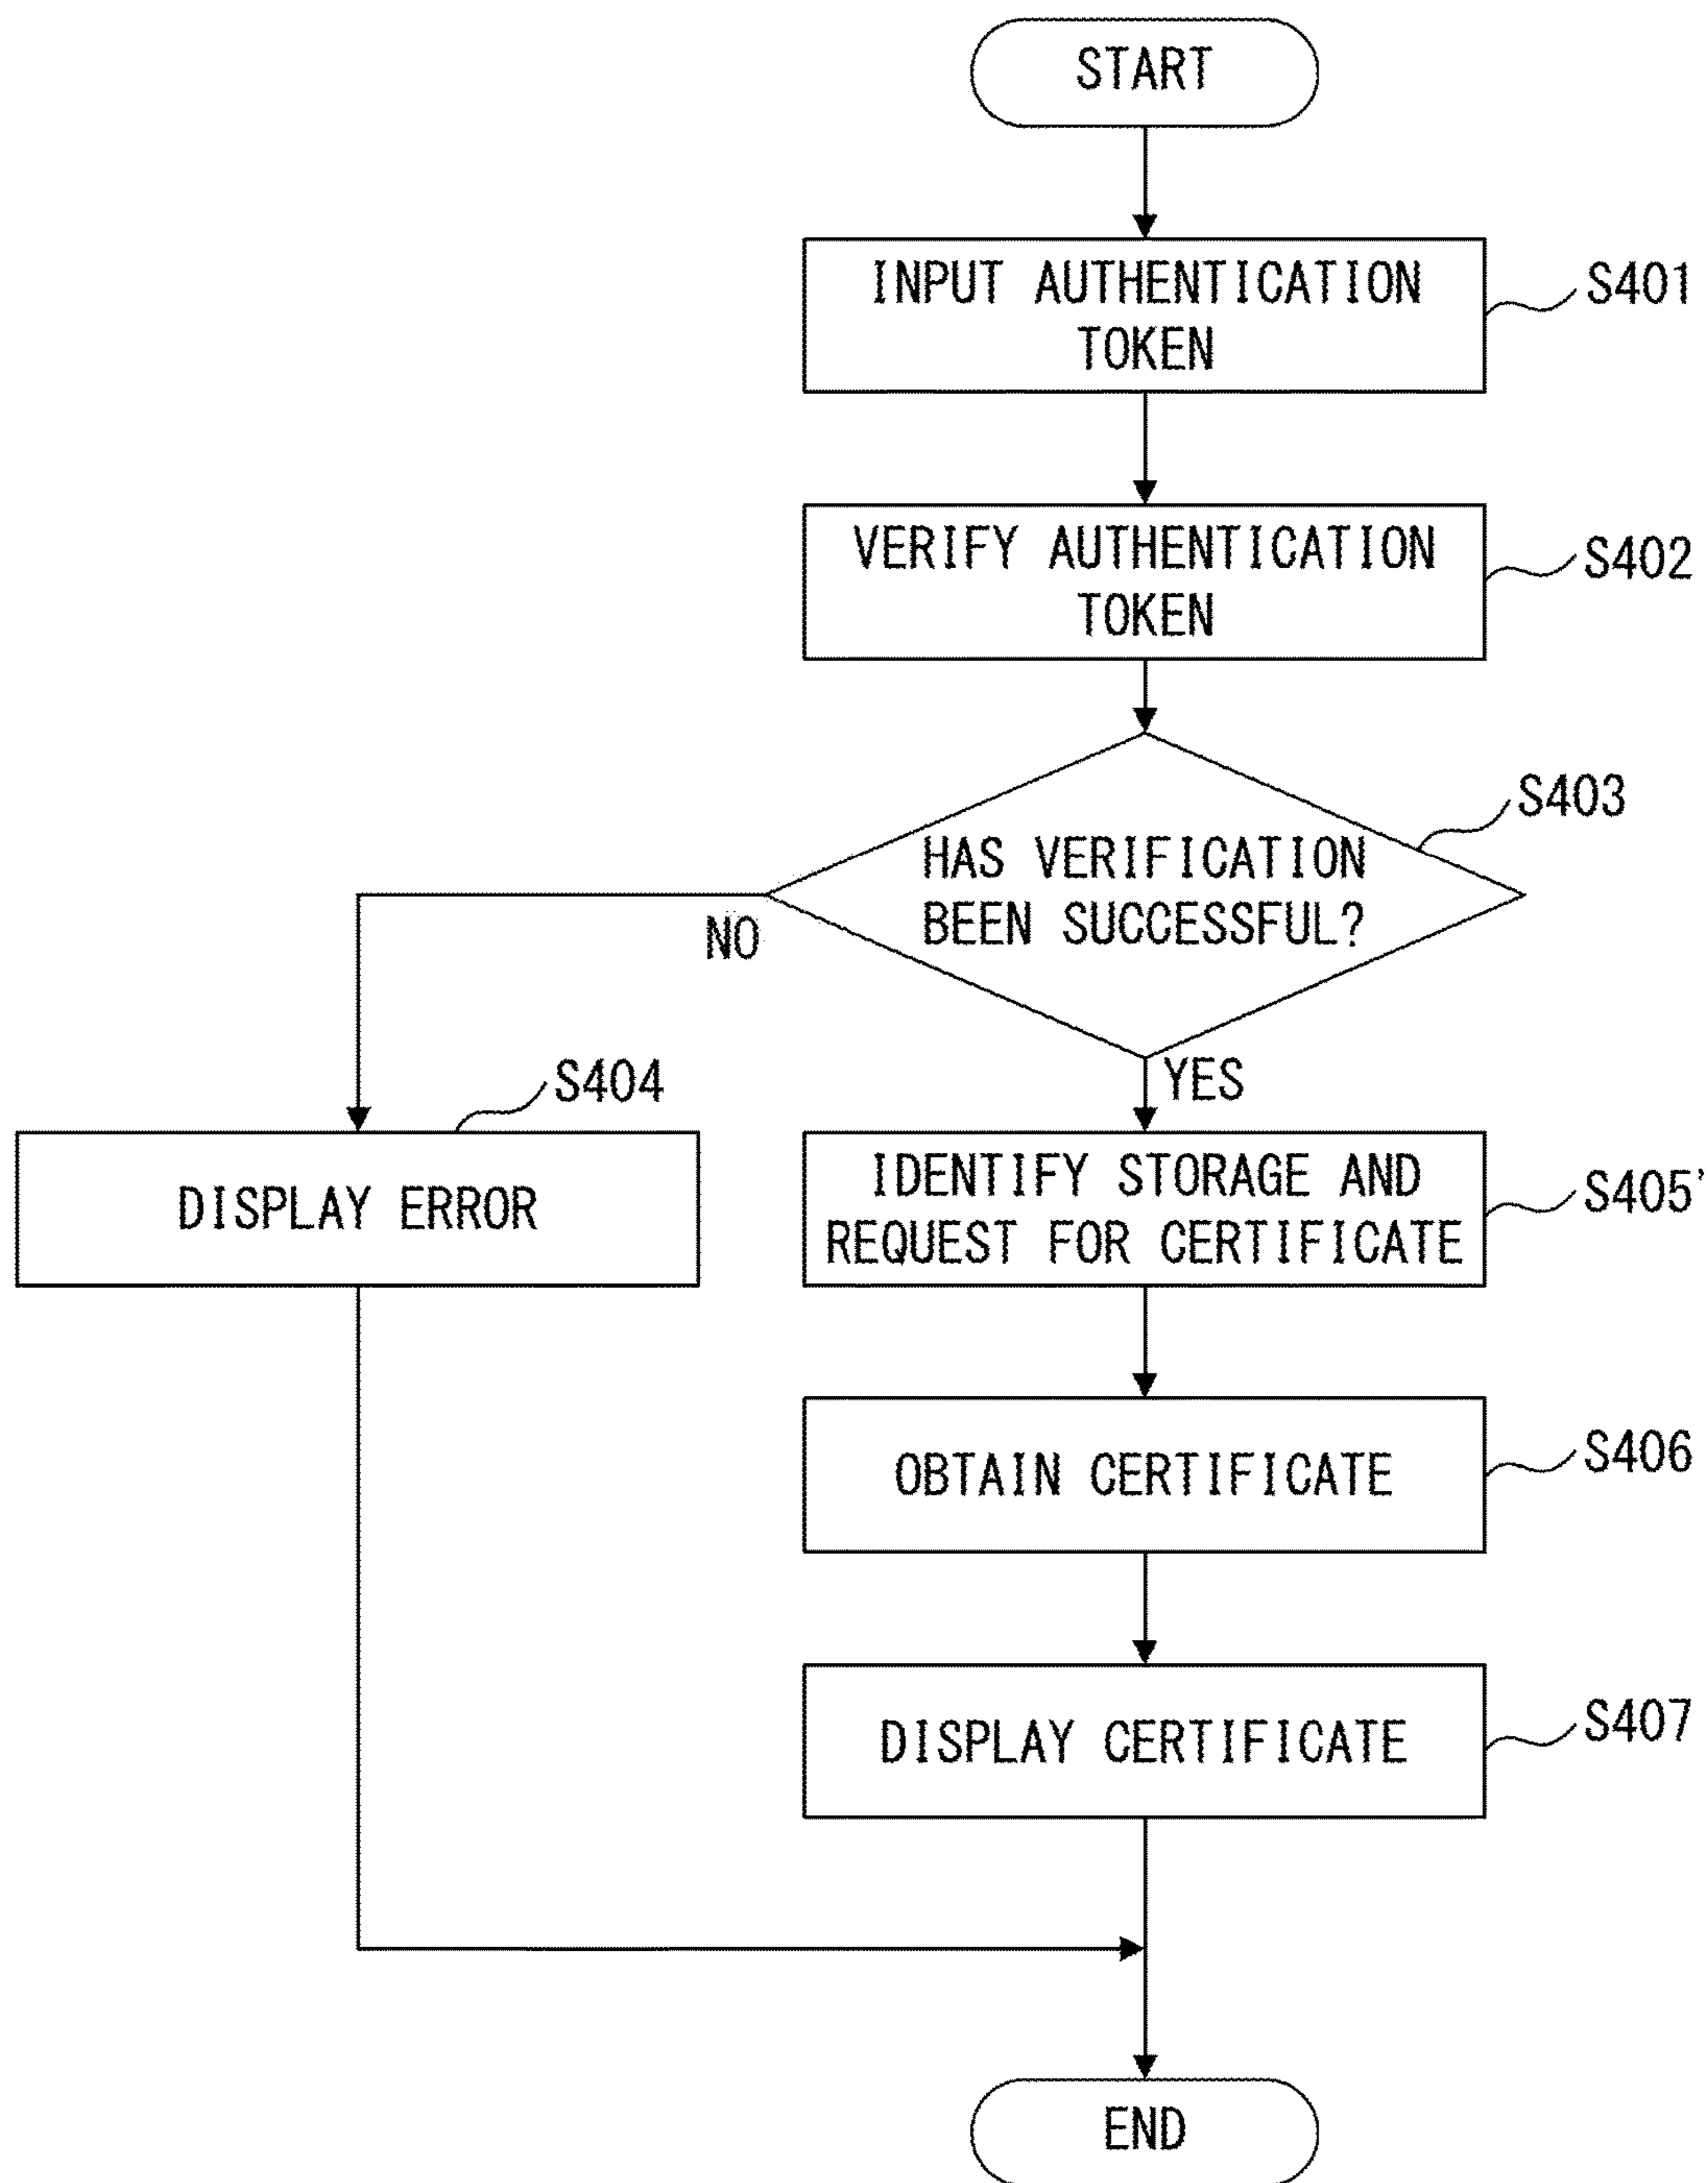 START
INPUT AUTHENTICATION
TOKEN
S401
VERIFY AUTHENTICATION
TOKEN
S402
S403
HAS VERIFICATION
BEEN SUCCESSFUL?
NO
YES
S404
DISPLAY ERROR
IDENTIFY STORAGE AND
REQUEST FOR CERTIFICATE
S405'
OBTAIN CERTIFICATE
S406
DISPLAY CERTIFICATE
S407
END